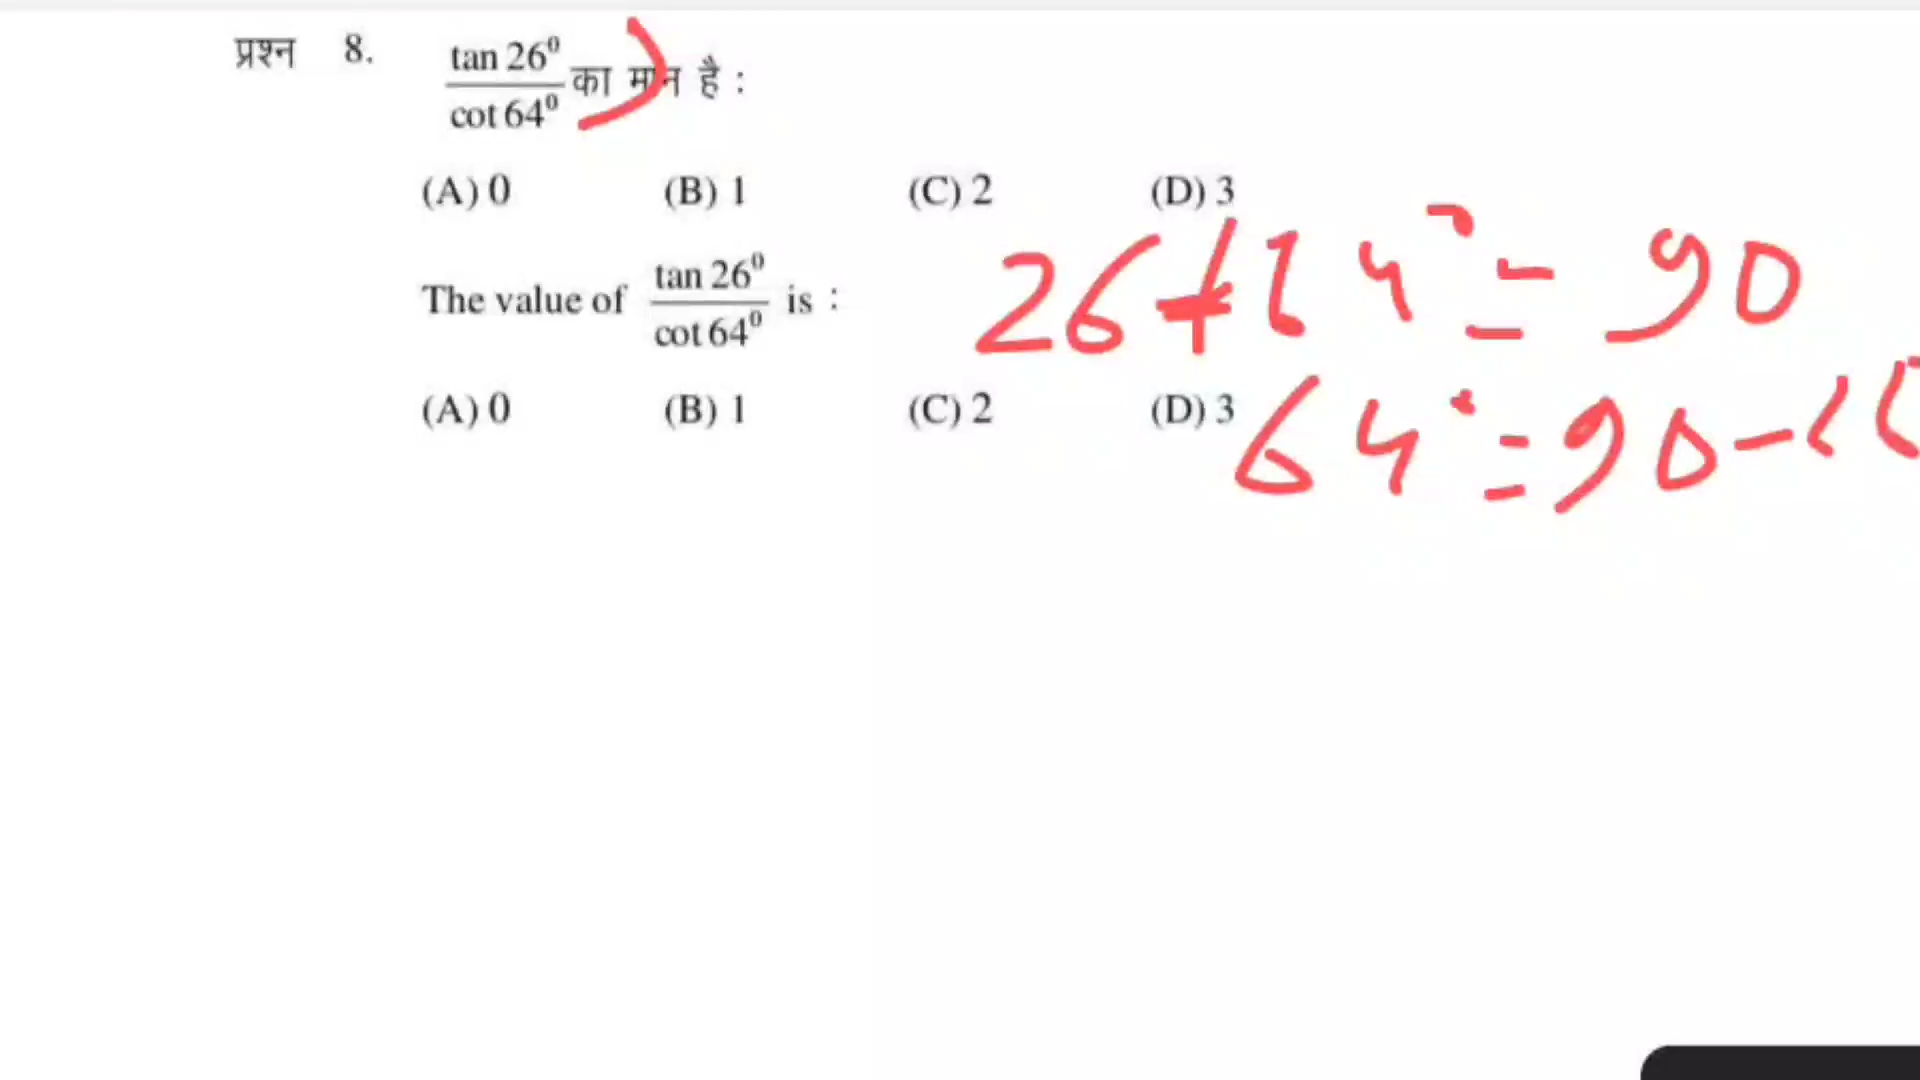 प्रश्न 8. tan 26⁰ / cot 64⁰ का मान है :
(A) 0 (B) 1 (C) 2 (D) 3
The value of tan 26⁰ / cot 64⁰ is :
(A) 0 (B) 1 (C) 2 (D) 3
26+64° = 90
64° = 90 -